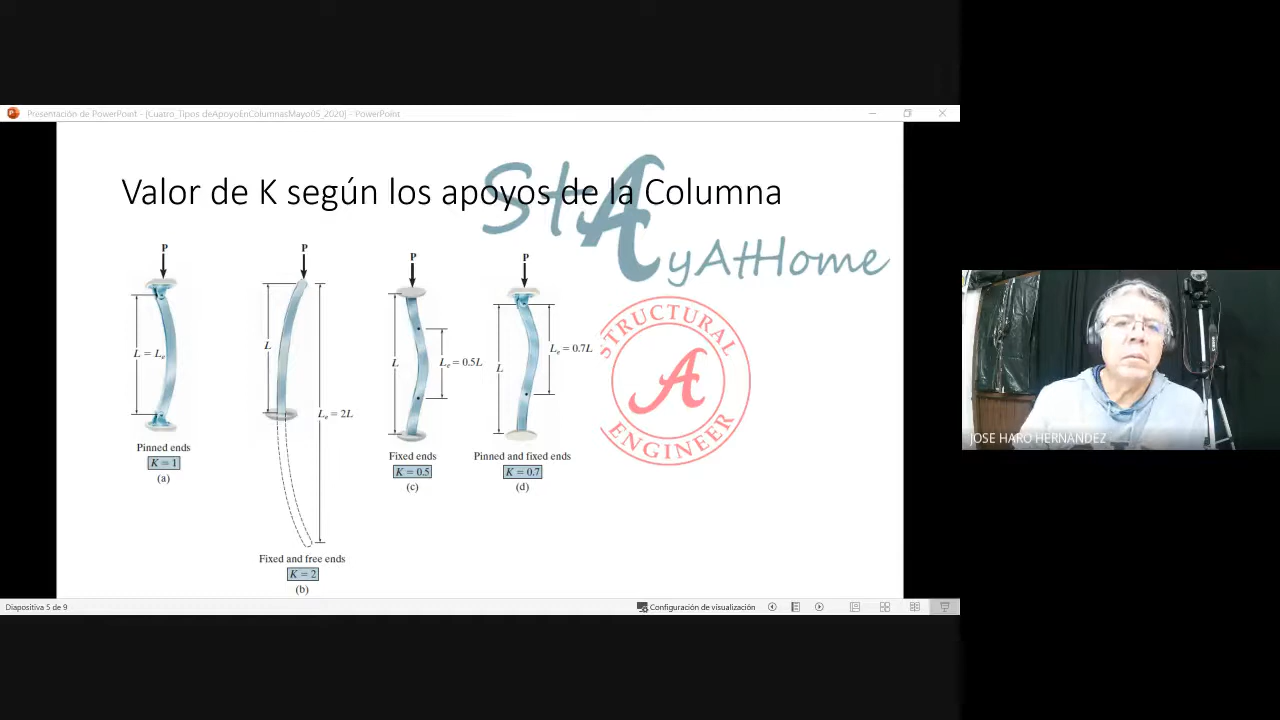 Presentación de PowerPoint - [Cuatro_Tipos deApoyoEnColumnasMayo05_2020] - PowerPoint
Valor de K según los apoyos de la Columna
StA
yAtHome
P
L = Lₑ
Pinned ends
K = 1
(a)
P
L
Lₑ = 2L
Fixed and free ends
K = 2
(b)
P
L
Lₑ = 0.5L
Fixed ends
K = 0.5
(c)
P
L
Lₑ = 0.7L
Pinned and fixed ends
K = 0.7
(d)
STRUCTURAL
A
ENGINEER
JOSE HARO HERNANDEZ
Diapositiva 5 de 9
Configuración de visualización